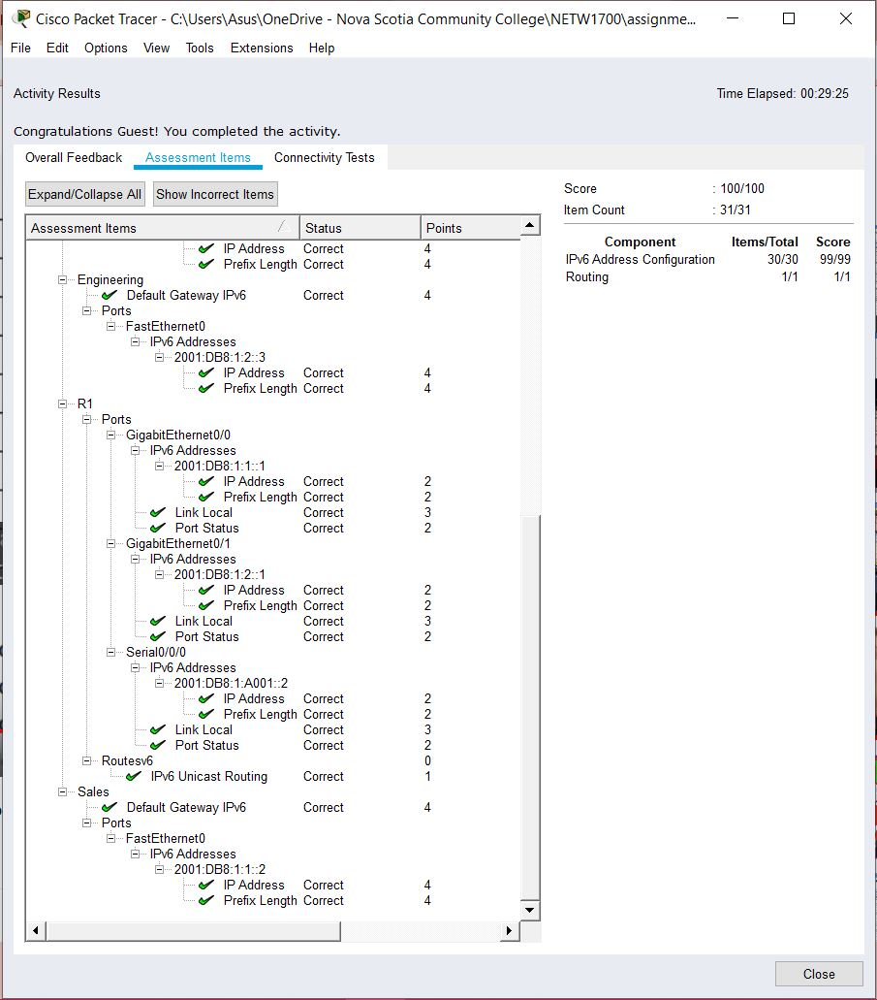 Cisco Packet Tracer - C:\Users\Asus\OneDrive - Nova Scotia Community College\NETW1700\assignme...
File Edit Options View Tools Extensions Help
Activity Results
Time Elapsed: 00:29:25
Congratulations Guest! You completed the activity.
Overall Feedback Assessment Items Connectivity Tests
Expand/Collapse All Show Incorrect Items
Assessment Items Status Points
IP Address Correct 4
Prefix Length Correct 4
Engineering
Default Gateway IPv6 Correct 4
Ports
FastEthernet0
IPv6 Addresses
2001:DB8:1:2::3
IP Address Correct 4
Prefix Length Correct 4
R1
Ports
GigabitEthernet0/0
IPv6 Addresses
2001:DB8:1:1::1
IP Address Correct 2
Prefix Length Correct 2
Link Local Correct 3
Port Status Correct 2
GigabitEthernet0/1
IPv6 Addresses
2001:DB8:1:2::1
IP Address Correct 2
Prefix Length Correct 2
Link Local Correct 3
Port Status Correct 2
Serial0/0/0
IPv6 Addresses
2001:DB8:1:A001::2
IP Address Correct 2
Prefix Length Correct 2
Link Local Correct 3
Port Status Correct 2
Routesv6 0
IPv6 Unicast Routing Correct 1
Sales
Default Gateway IPv6 Correct 4
Ports
FastEthernet0
IPv6 Addresses
2001:DB8:1:1::2
IP Address Correct 4
Prefix Length Correct 4
Score : 100/100
Item Count : 31/31
Component Items/Total Score
IPv6 Address Configuration 30/30 99/99
Routing 1/1 1/1
Close